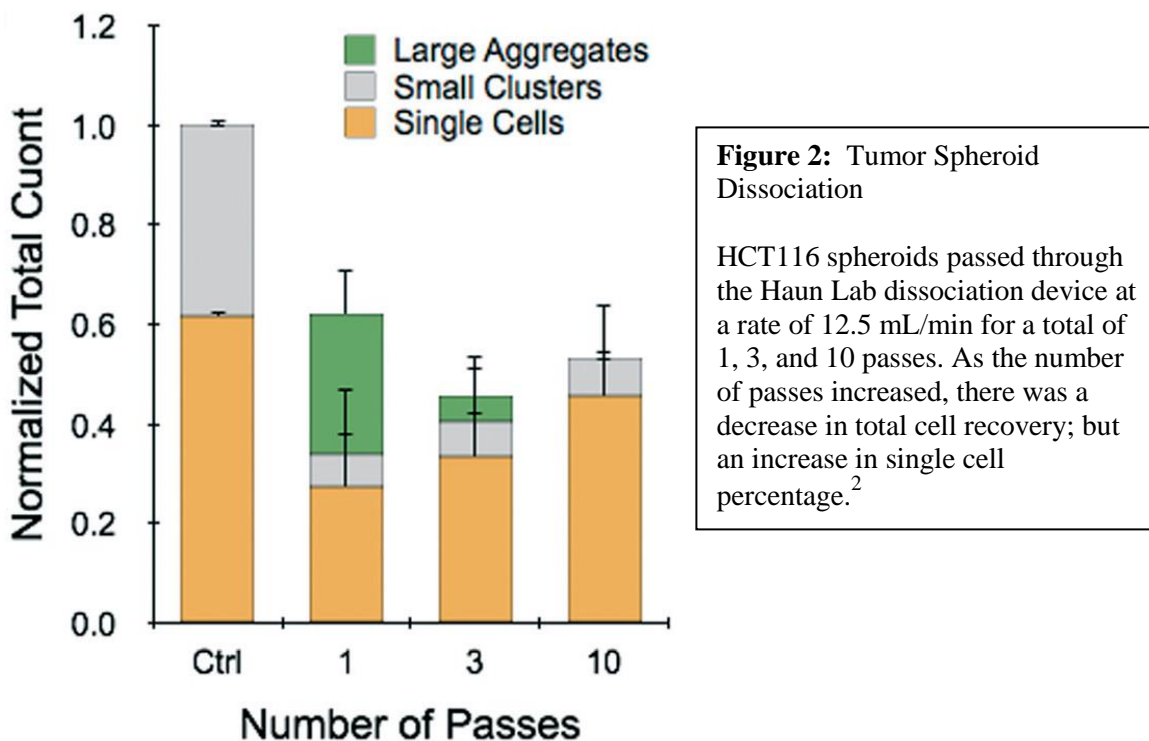 1.2
1.0
0.8
0.6
0.4
0.2
0.0
Normalized Total Cuont
Large Aggregates
Small Clusters
Single Cells
Ctrl 1 3 10
Number of Passes
Figure 2: Tumor Spheroid
Dissociation
HCT116 spheroids passed through
the Haun Lab dissociation device at
a rate of 12.5 mL/min for a total of
1, 3, and 10 passes. As the number
of passes increased, there was a
decrease in total cell recovery; but
an increase in single cell
percentage.2